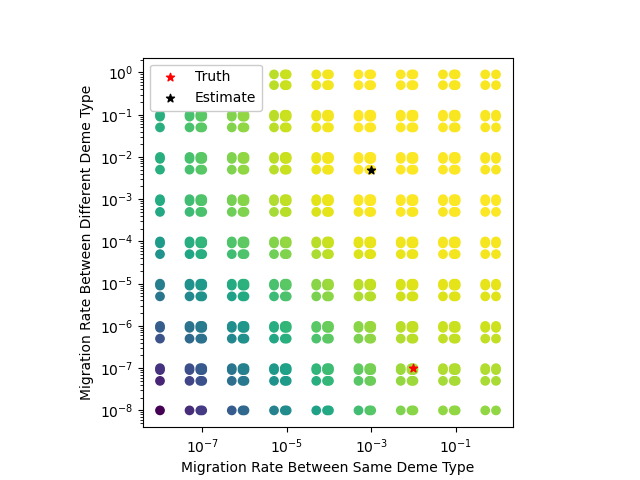 Truth
Estimate
Migration Rate Between Different Deme Type
10⁰
10⁻¹
10⁻²
10⁻³
10⁻⁴
10⁻⁵
10⁻⁶
10⁻⁷
10⁻⁸
10⁻⁷ 10⁻⁵ 10⁻³ 10⁻¹
Migration Rate Between Same Deme Type